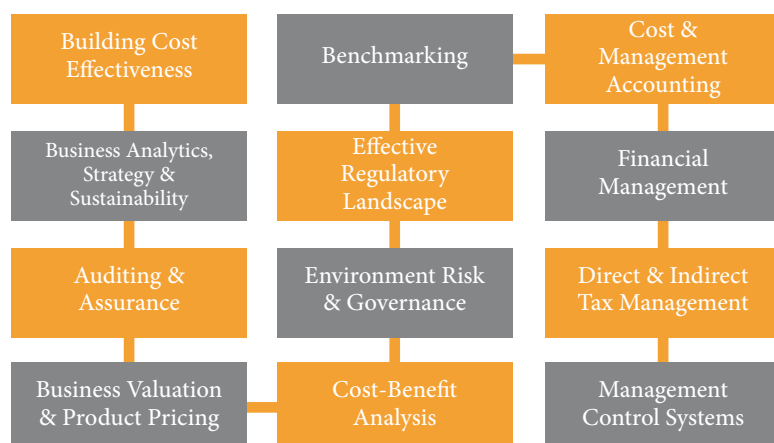 Building Cost
Effectiveness
Business Analytics,
Strategy &
Sustainability
Auditing &
Assurance
Business Valuation
& Product Pricing
Cost-Benefit
Analysis
Environment Risk
& Governance
Effective
Regulatory
Landscape
Benchmarking
Cost &
Management
Accounting
Financial
Management
Direct & Indirect
Tax Management
Management
Control Systems